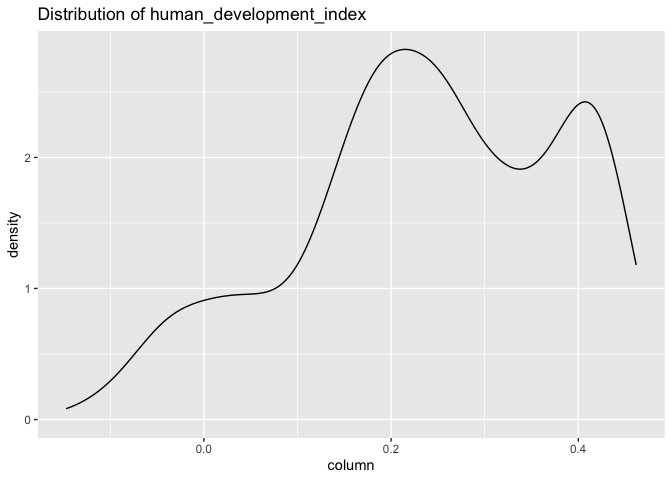 Distribution of human_development_index
density
2
1
0
0.0 0.2 0.4
column